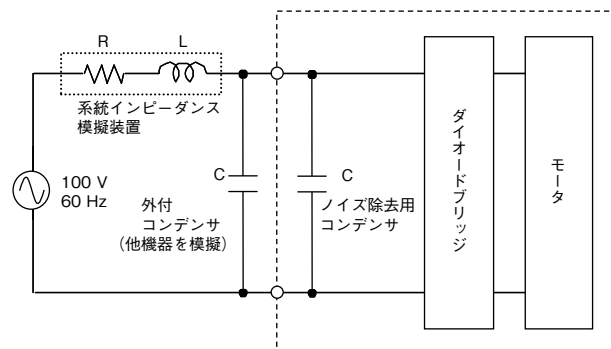 R
L
系統インピーダンス
模擬装置
100 V
60 Hz
C
外付
コンデンサ
（他機器を模擬）
C
ノイズ除去用
コンデンサ
ダイオードブリッジ
モータ